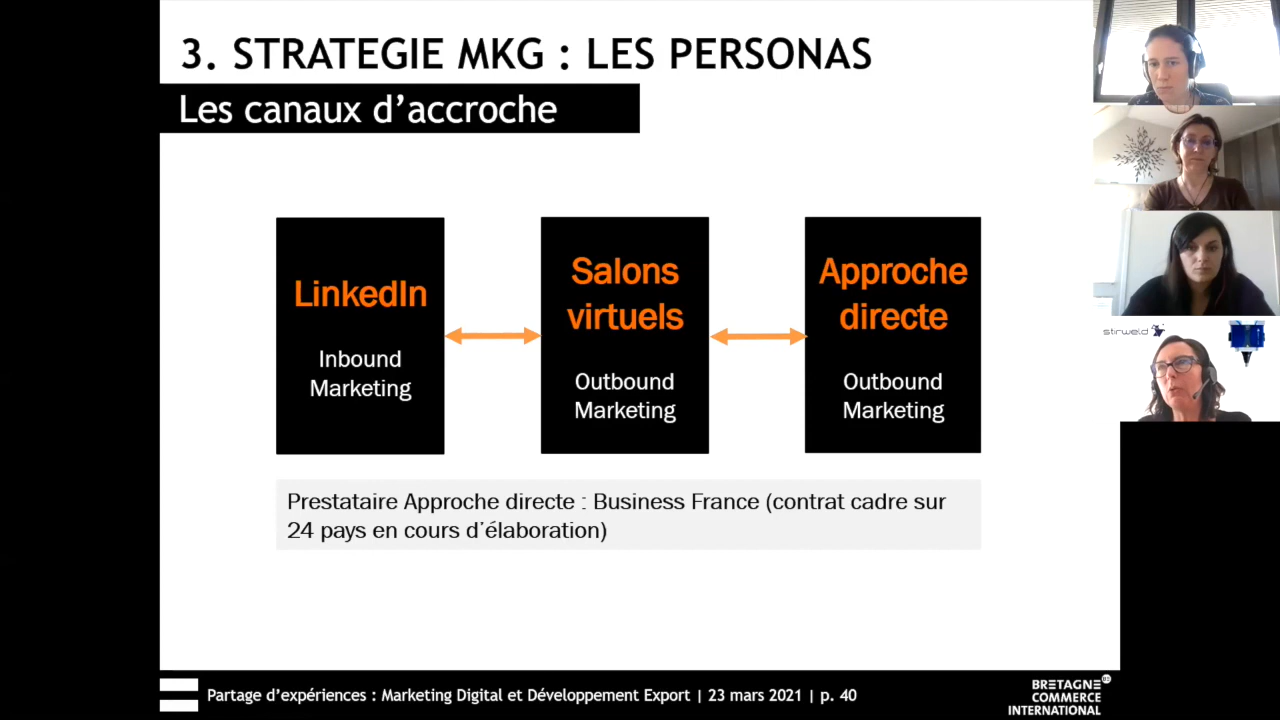 3. STRATEGIE MKG : LES PERSONAS
Les canaux d’accroche
LinkedIn
Inbound
Marketing
Salons
virtuels
Outbound
Marketing
Approche
directe
Outbound
Marketing
Prestataire Approche directe : Business France (contrat cadre sur
24 pays en cours d’élaboration)
stirweld
Partage d’expériences : Marketing Digital et Développement Export | 23 mars 2021 | p. 40
BRETAGNE
COMMERCE
INTERNATIONAL